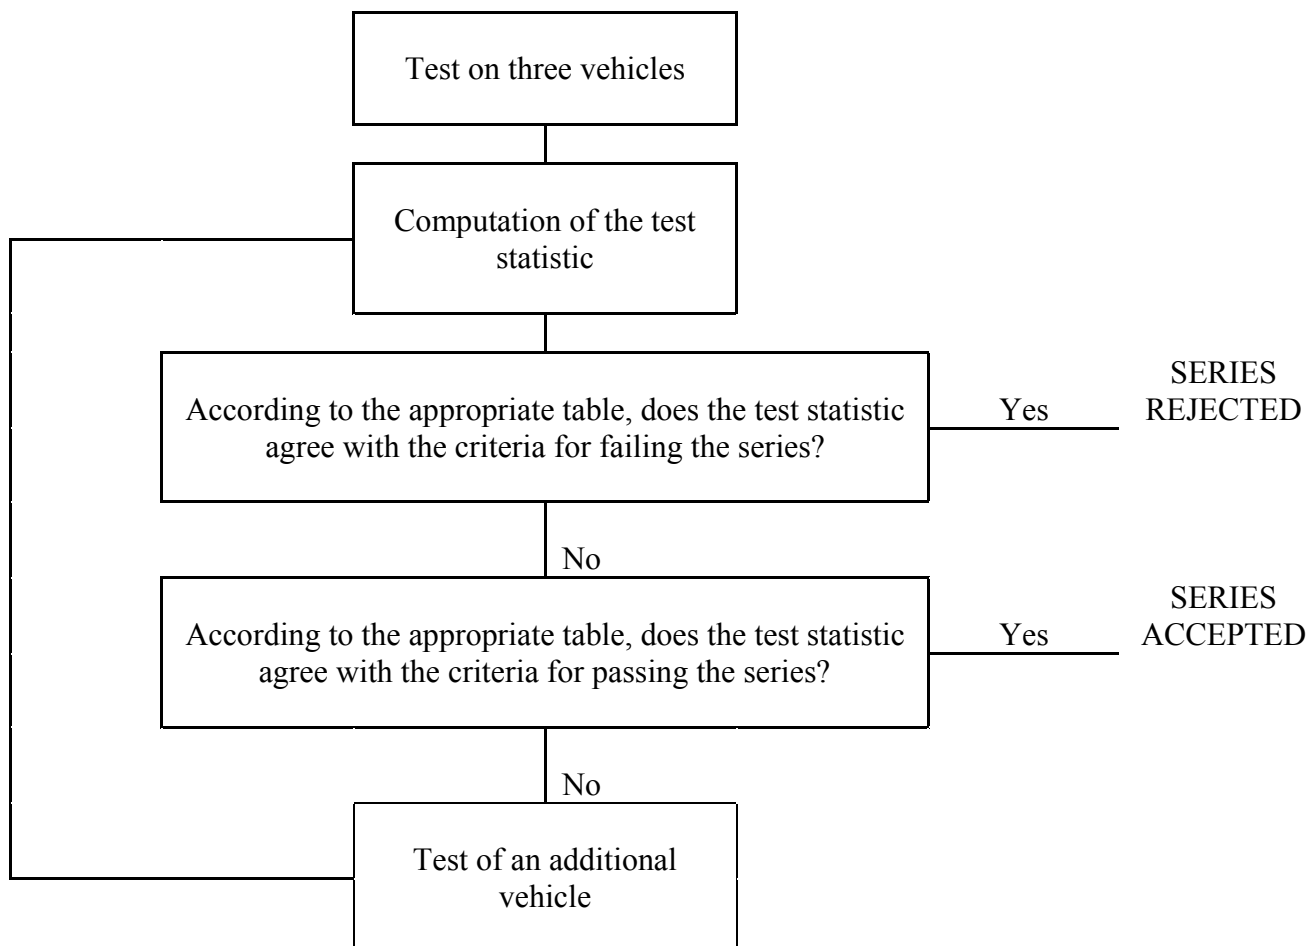 Test on three vehicles
Computation of the test
statistic
According to the appropriate table, does the test statistic
agree with the criteria for failing the series?
Yes
SERIES
REJECTED
No
According to the appropriate table, does the test statistic
agree with the criteria for passing the series?
Yes
SERIES
ACCEPTED
No
Test of an additional
vehicle